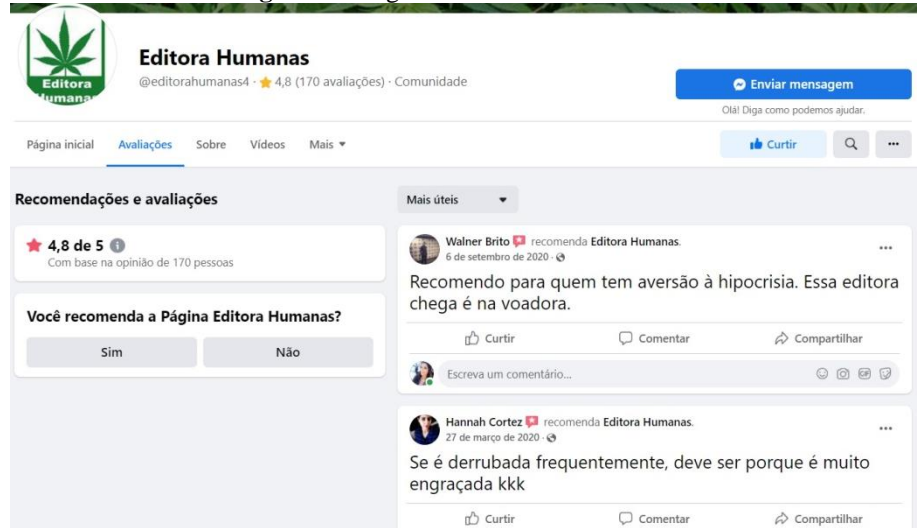 Editora
Humanas
Editora Humanas
@editorahumanas4 · 4,8 (170 avaliações) · Comunidade
Enviar mensagem
Olá! Diga como podemos ajudar.
Página inicial Avaliações Sobre Vídeos Mais
Curtir
Recomendações e avaliações
4,8 de 5
Com base na opinião de 170 pessoas
Você recomenda a Página Editora Humanas?
Sim Não
Mais úteis
Walner Brito recomenda Editora Humanas.
6 de setembro de 2020 ·
Recomendo para quem tem aversão à hipocrisia. Essa editora
chega é na voadora.
Curtir Comentar Compartilhar
Escreva um comentário...
GIF
Hannah Cortez recomenda Editora Humanas.
27 de março de 2020 ·
Se é derrubada frequentemente, deve ser porque é muito
engraçada kkk
Curtir Comentar Compartilhar